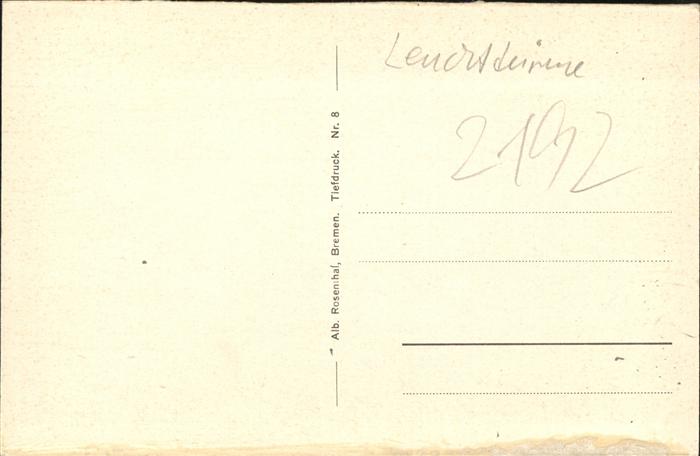 Leuchttürme
2192
Alb. Rosenthal, Bremen. Tiefdruck. Nr. 8